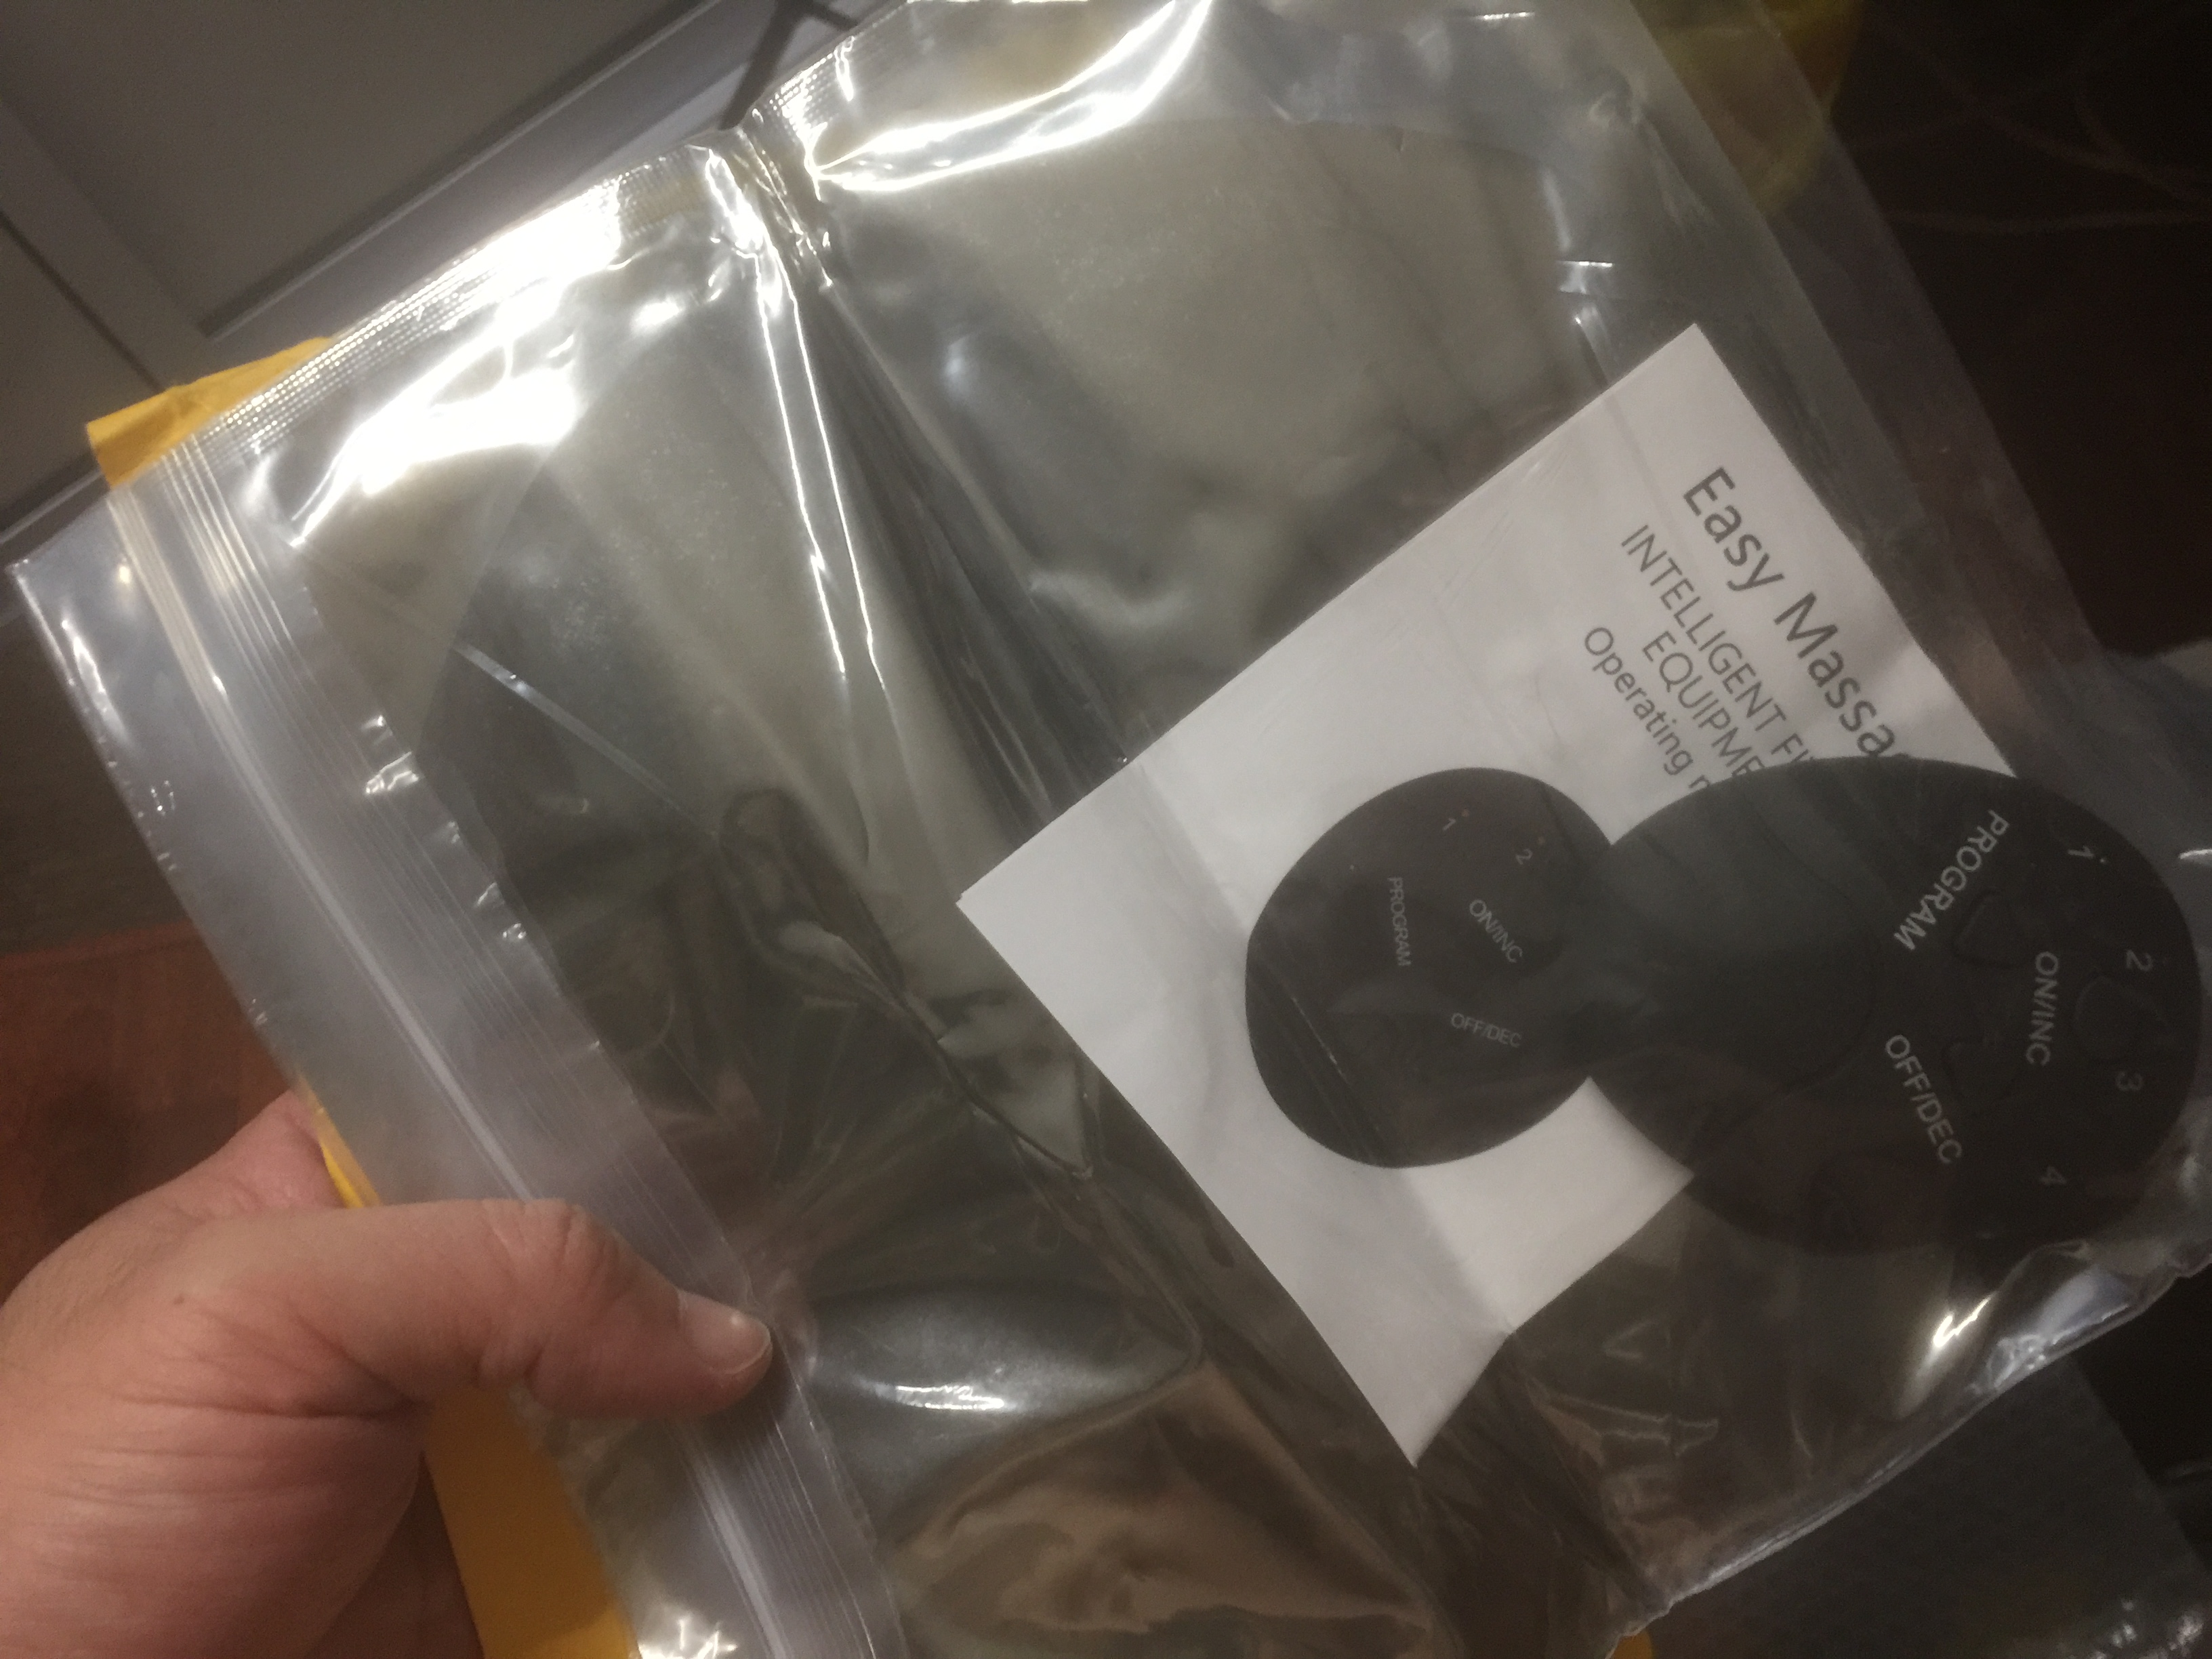 Easy Massa
INTELLIGENT FI
EQUIPME
Operating
1
2
PROGRAM
ON/INC
OFF/DEC
PROGRAM
1
2
ON/INC
3
OFF/DEC
4